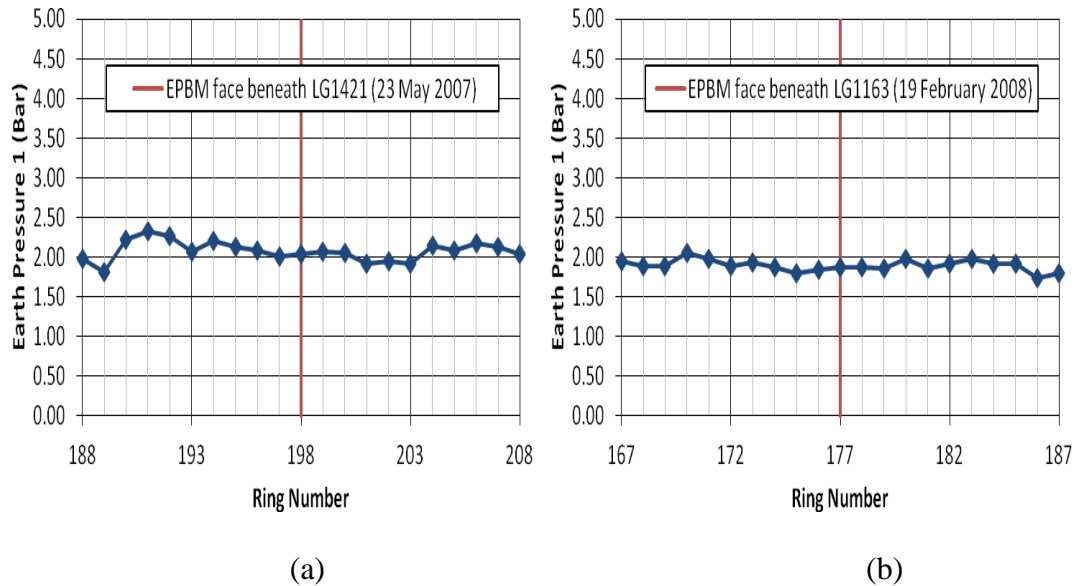 5.00
4.50
4.00
3.50
3.00
2.50
2.00
1.50
1.00
0.50
0.00
Earth Pressure 1 (Bar)
EPBM face beneath LG1421 (23 May 2007)
188 193 198 203 208
Ring Number
(a)
5.00
4.50
4.00
3.50
3.00
2.50
2.00
1.50
1.00
0.50
0.00
Earth Pressure 1 (Bar)
EPBM face beneath LG1163 (19 February 2008)
167 172 177 182 187
Ring Number
(b)